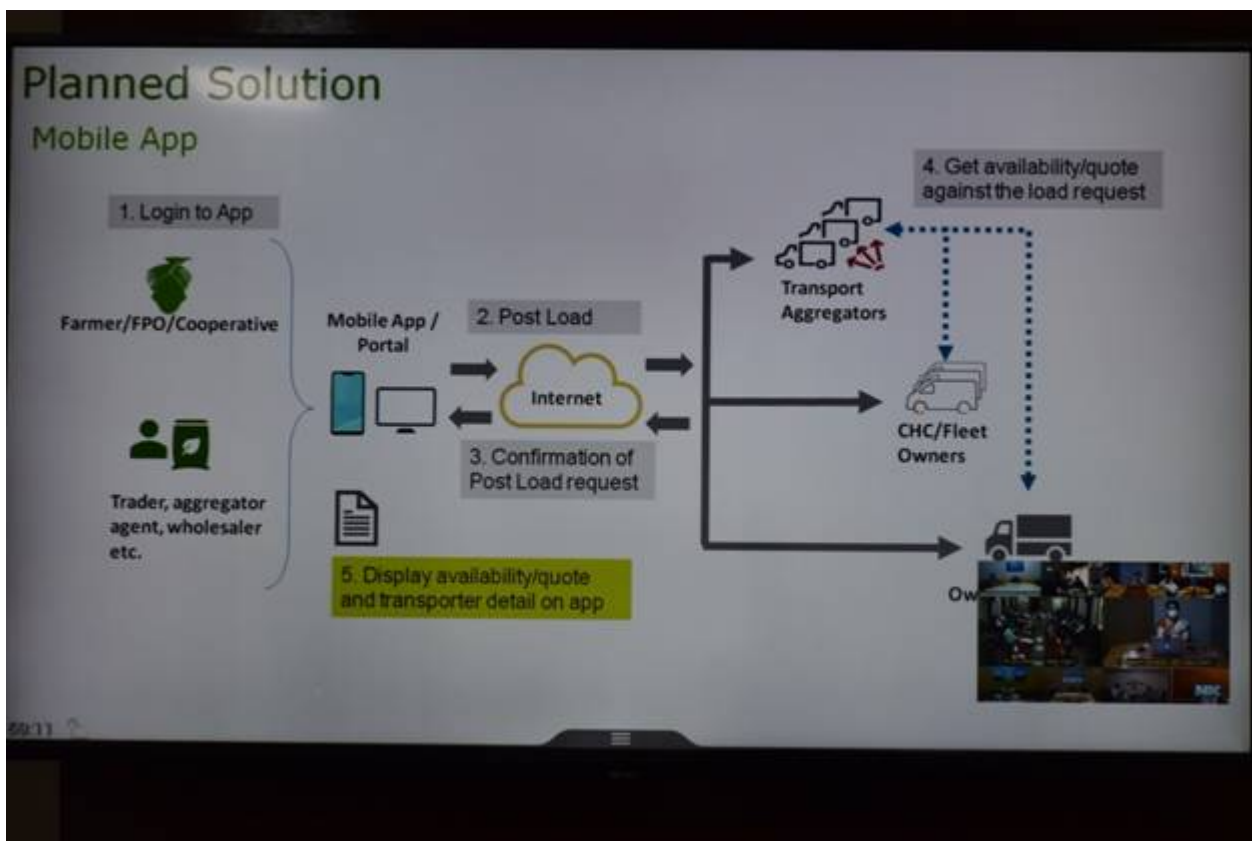 Planned Solution
Mobile App
1. Login to App
Farmer/FPO/Cooperative
Trader, aggregator
agent, wholesaler
etc.
Mobile App /
Portal
2. Post Load
Internet
3. Confirmation of
Post Load request
5. Display availability/quote
and transporter detail on app
4. Get availability/quote
against the load request
Transport
Aggregators
CHC/Fleet
Owners